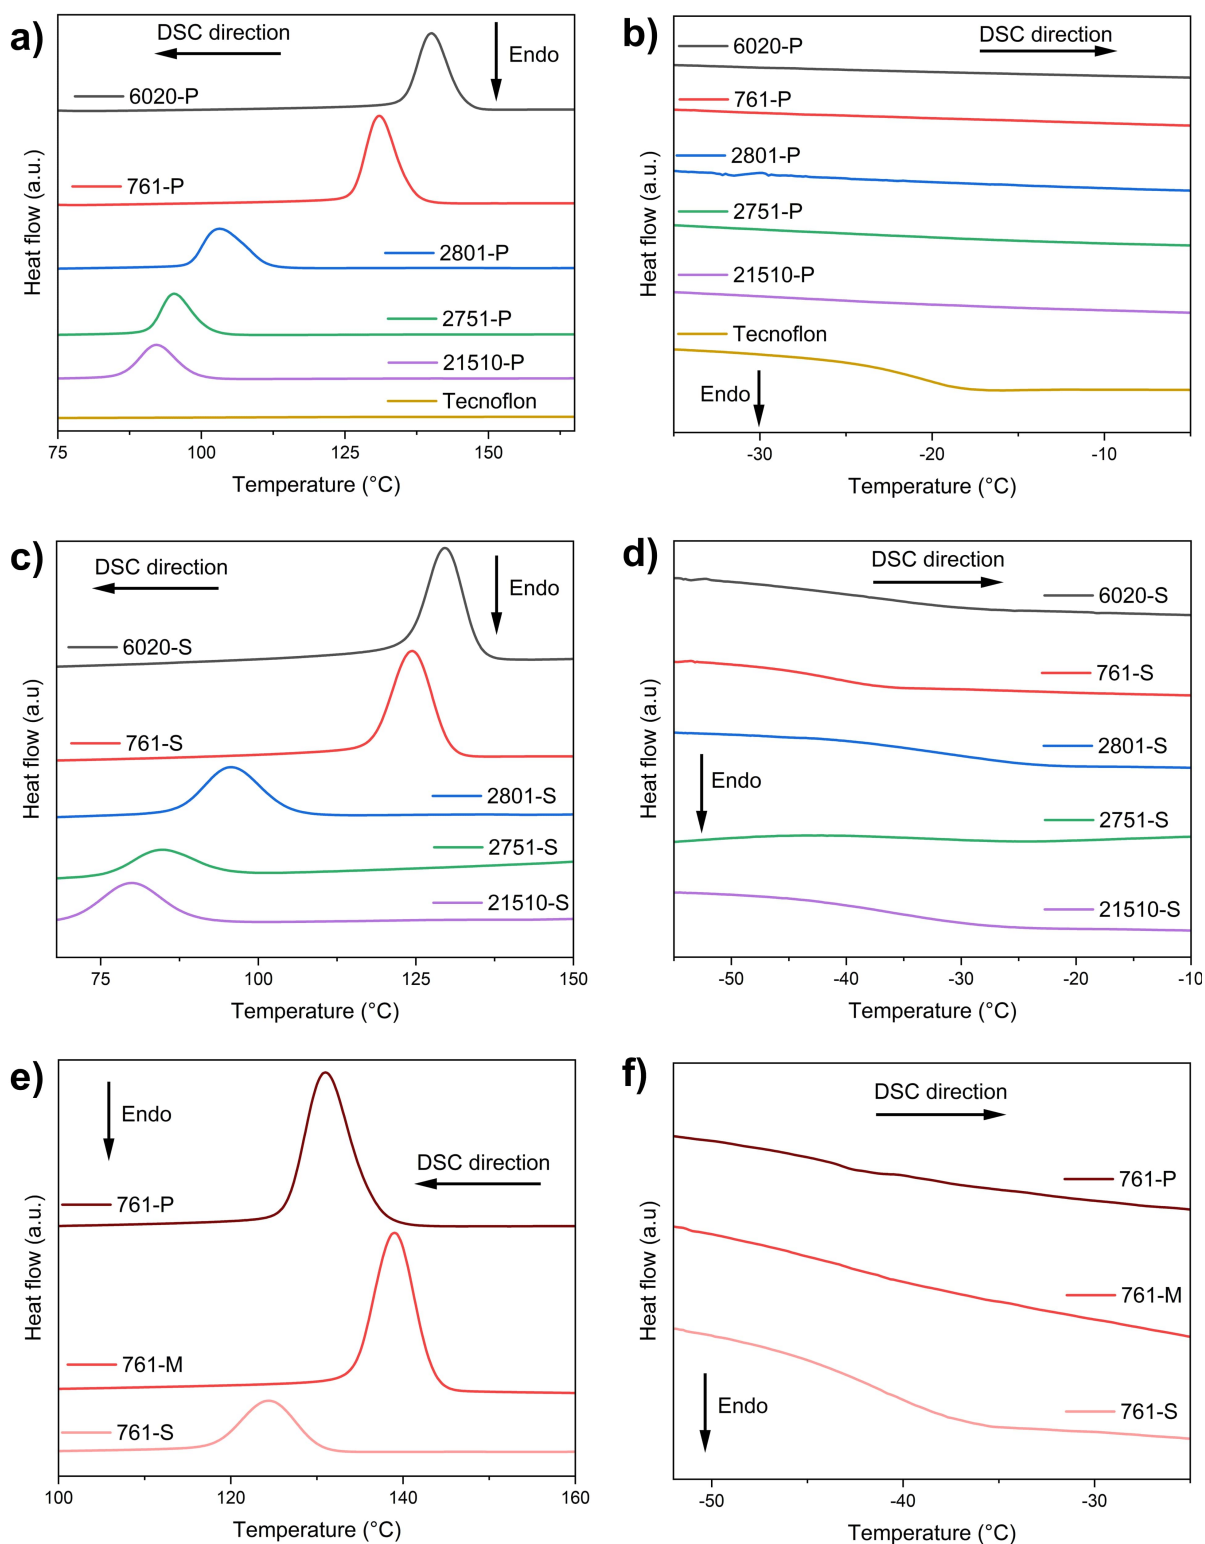 a)
DSC direction
Endo
6020-P
761-P
2801-P
2751-P
21510-P
Tecnoflon
Heat flow (a.u.)
75
100
125
150
Temperature (°C)
b)
DSC direction
6020-P
761-P
2801-P
2751-P
21510-P
Tecnoflon
Endo
Heat flow (a.u.)
-30
-20
-10
Temperature (°C)
c)
DSC direction
Endo
6020-S
761-S
2801-S
2751-S
21510-S
Heat flow (a.u)
75
100
125
150
Temperature (°C)
d)
DSC direction
6020-S
761-S
2801-S
Endo
2751-S
21510-S
Heat flow (a.u)
-50
-40
-30
-20
-10
Temperature (°C)
e)
Endo
DSC direction
761-P
761-M
761-S
Heat flow (a.u.)
100
120
140
160
Temperature (°C)
f)
DSC direction
761-P
761-M
Endo
761-S
Heat flow (a.u)
-50
-40
-30
Temperature (°C)